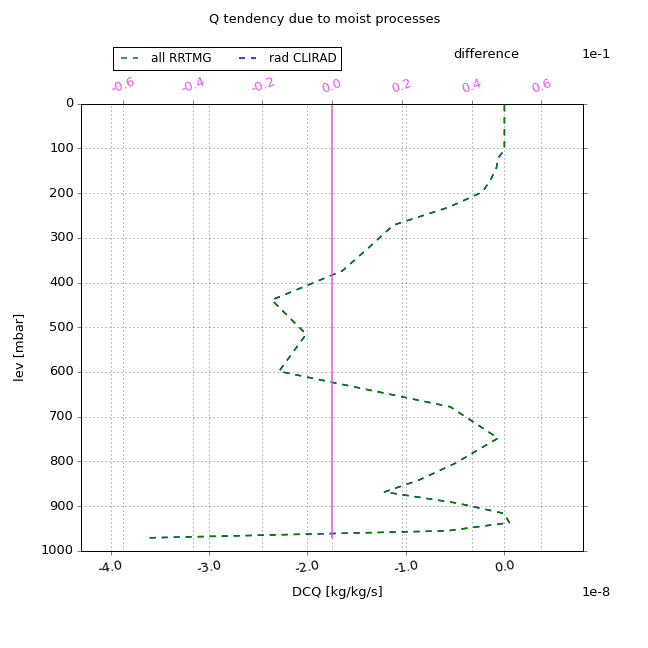 Q tendency due to moist processes
all RRTMG rad CLIRAD difference 1e-1
-0.6 -0.4 -0.2 0.0 0.2 0.4 0.6
0
100
200
300
400
500
600
700
800
900
1000
lev [mbar]
-4.0 -3.0 -2.0 -1.0 0.0
DCQ [kg/kg/s] 1e-8